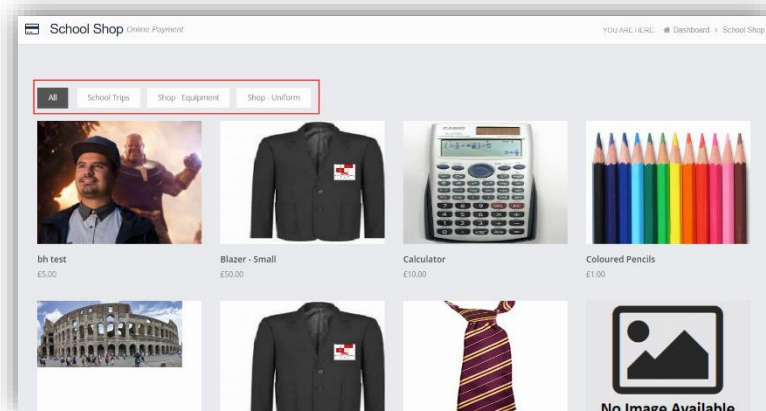 School Shop Online Payment
YOU ARE HERE: Dashboard > School Shop
All School Trips Shop - Equipment Shop - Uniform
bh test Blazer - Small Calculator Coloured Pencils
£5.00 £50.00 £10.00 £1.00
CASIO
No Image Available